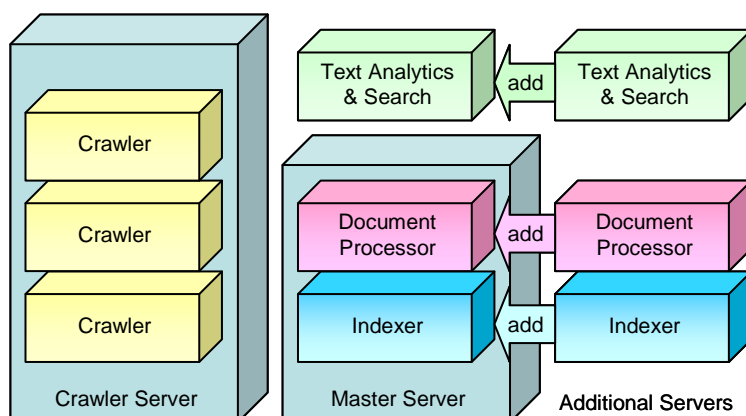 Text Analytics
& Search
add
Text Analytics
& Search
Crawler
Crawler
Crawler
Crawler Server
Document
Processor
add
Document
Processor
Indexer
add
Indexer
Master Server
Additional Servers